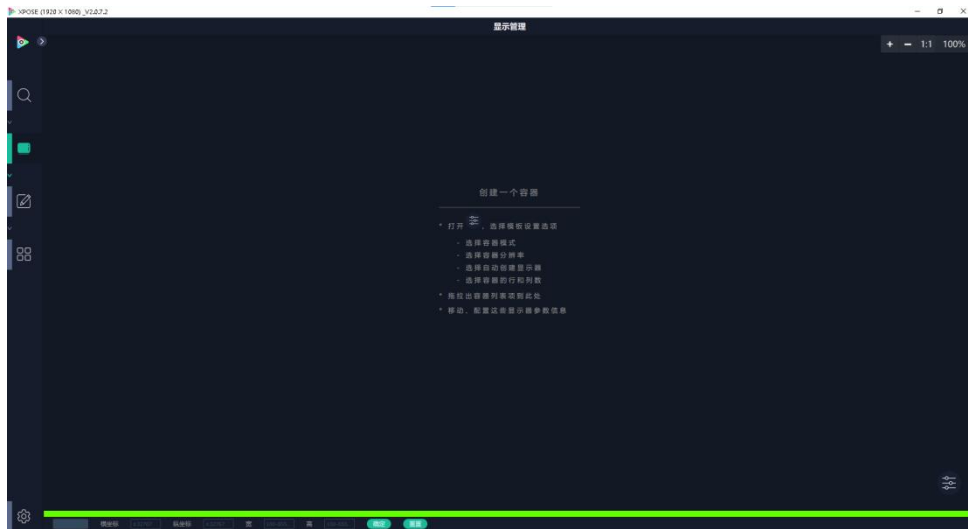 XPOSE (1920 X 1080)_V2.0.7.2
显示管理
+ − 1:1 100%
创建一个容器
* 打开 , 选择模板设置选项
- 选择容器模式
- 选择容器分辨率
- 选择自动创建显示器
- 选择容器的行和列数
* 拖拉出容器列表项到此处
* 移动、配置这些显示器参数信息
横坐标 纵坐标 宽 高 确定 重置